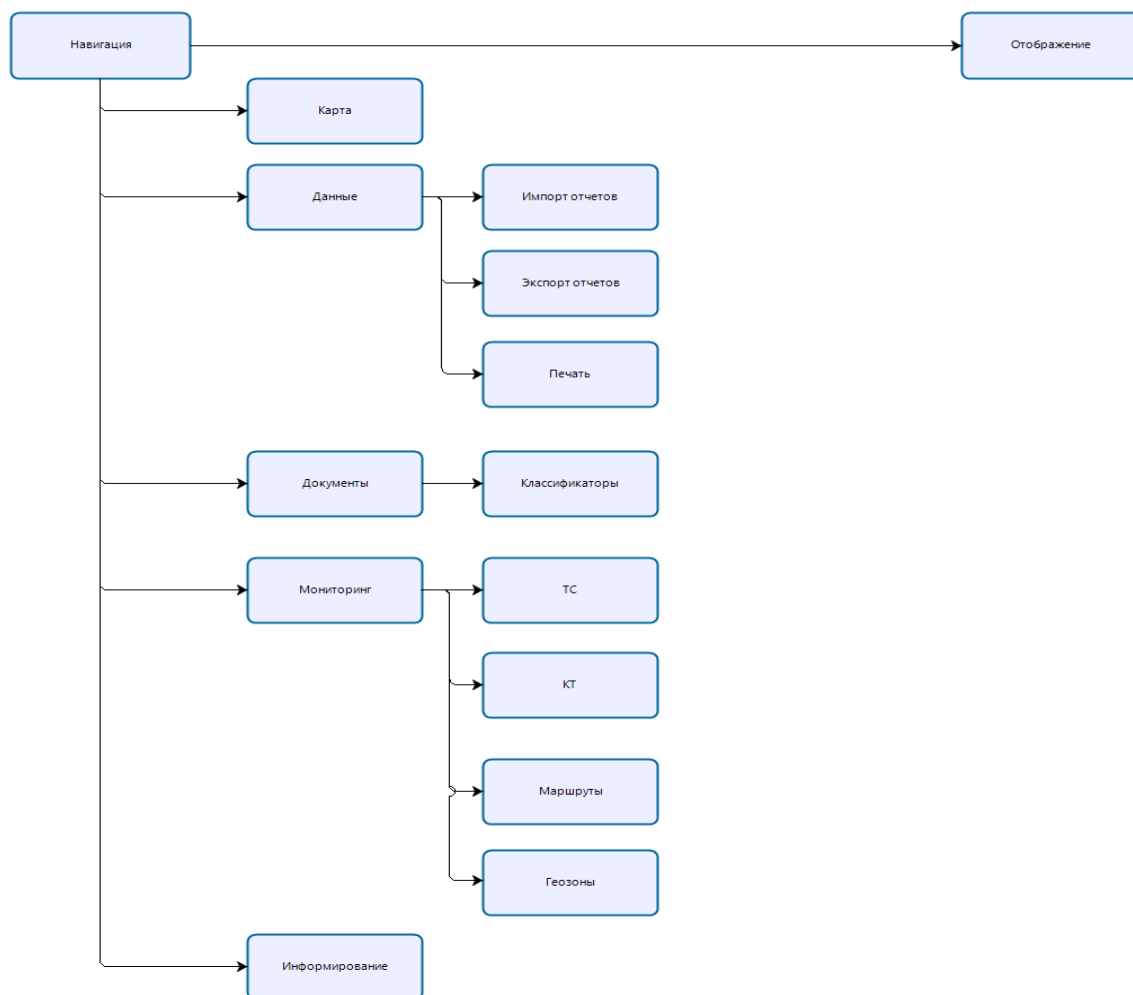 Навигация
Отображение
Карта
Данные
Импорт отчетов
Экспорт отчетов
Печать
Документы
Классификаторы
Мониторинг
ТС
КТ
Маршруты
Геозоны
Информирование